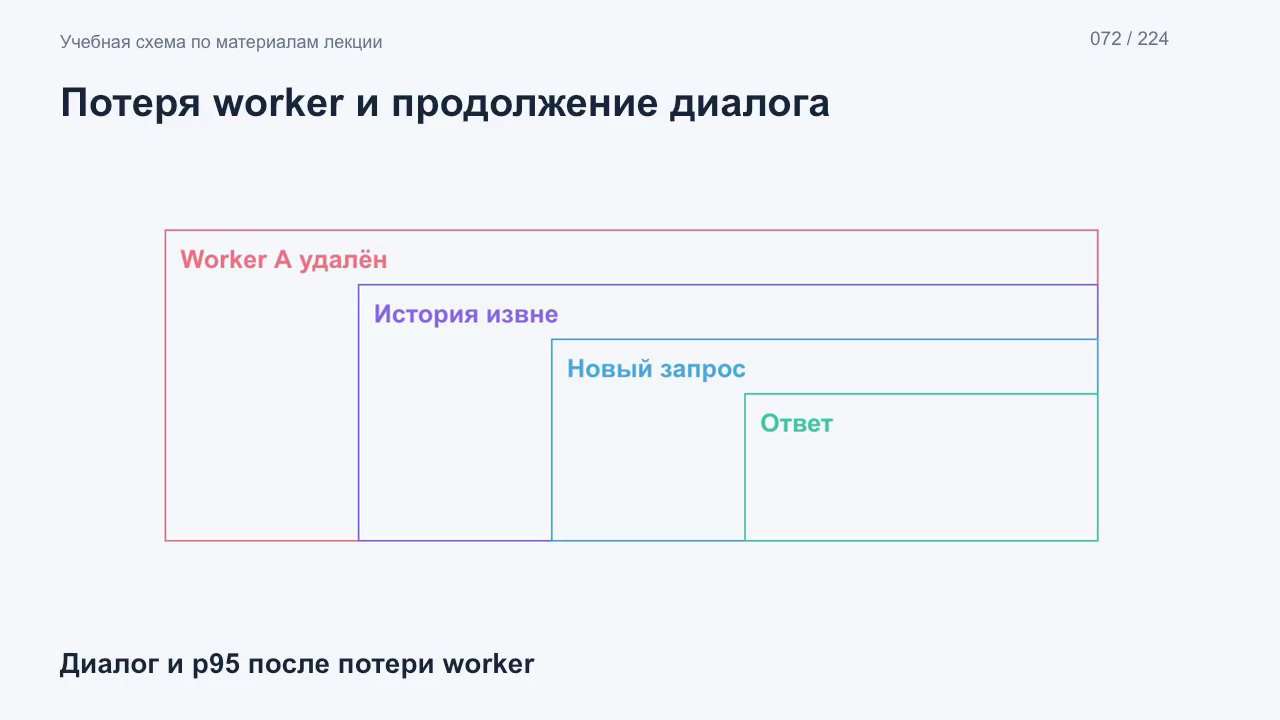 Учебная схема по материалам лекции
072 / 224
Потеря worker и продолжение диалога
Worker A удалён
История извне
Новый запрос
Ответ
Диалог и p95 после потери worker